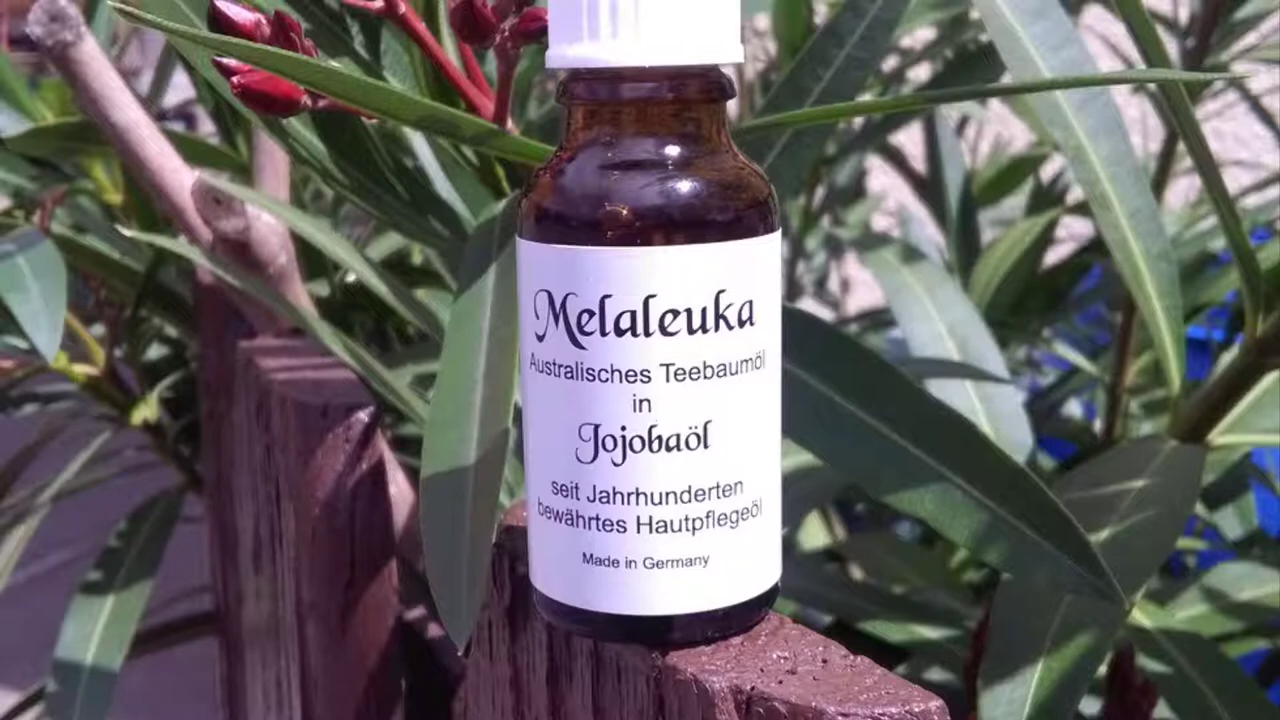 Melaleuka
Australisches Teebaumöl
in
Jojobaöl
seit Jahrhunderten
bewährtes Hautpflegeöl
Made in Germany